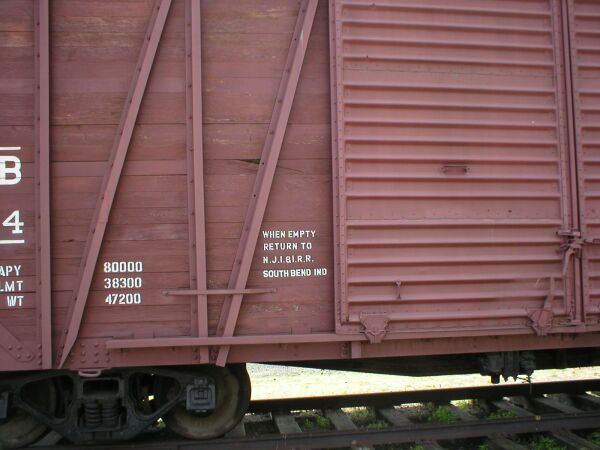 B
4
APY 80000
LMT 38300
WT 47200
WHEN EMPTY
RETURN TO
N.J.I.&I.R.R.
SOUTH BEND IND